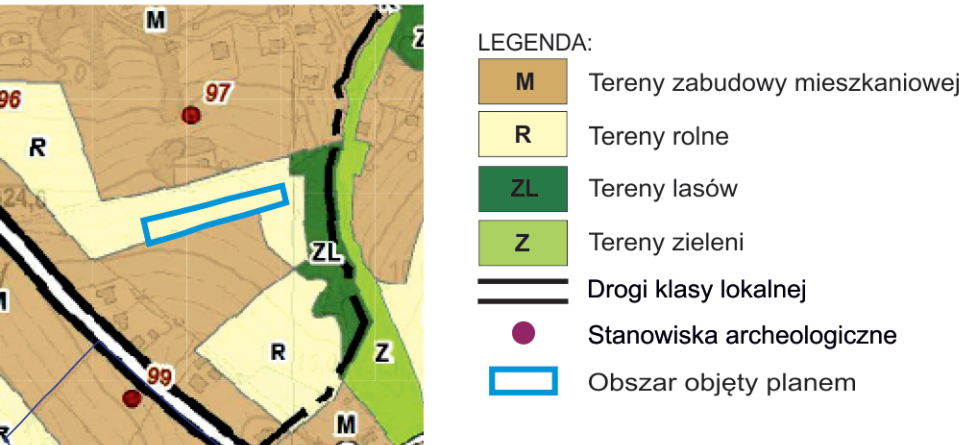 M
K
Z
97
96
R
324,6
ZL
M
R
Z
99
M
R
LEGENDA:
M Tereny zabudowy mieszkaniowej
R Tereny rolne
ZL Tereny lasów
Z Tereny zieleni
Drogi klasy lokalnej
Stanowiska archeologiczne
Obszar objęty planem